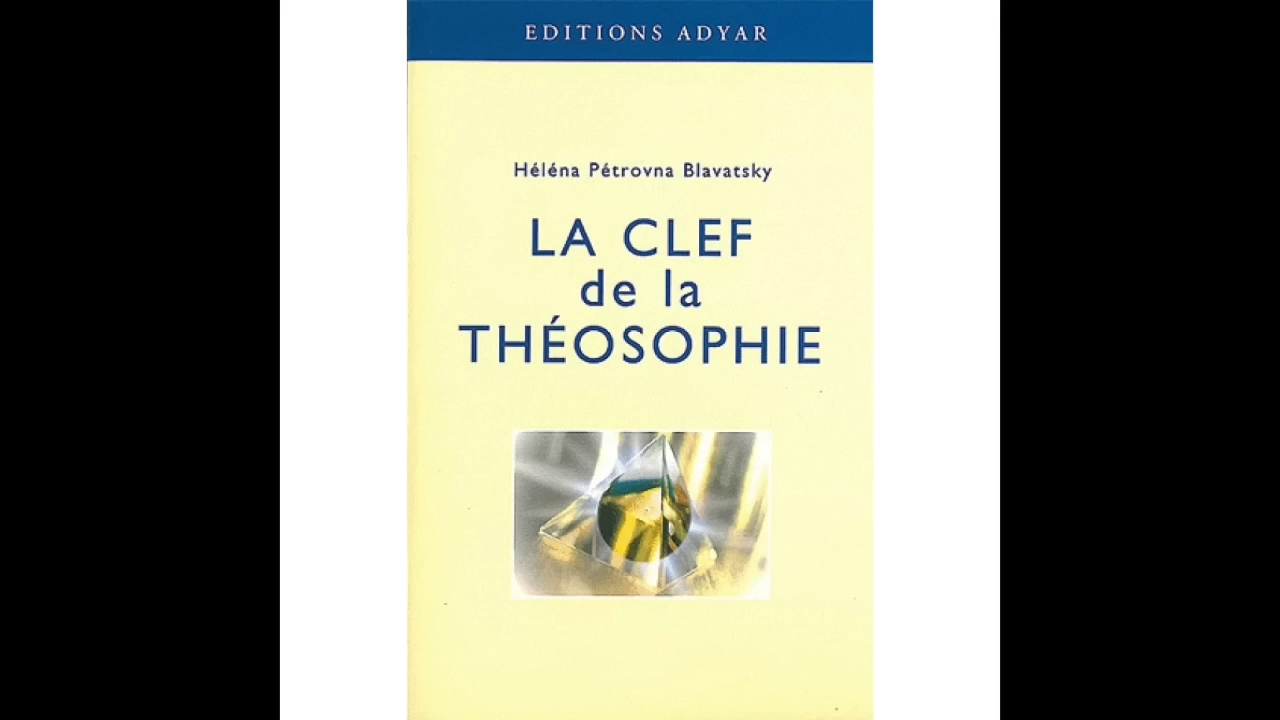 EDITIONS ADYAR
Héléna Pétrovna Blavatsky
LA CLEF
de la
THÉOSOPHIE